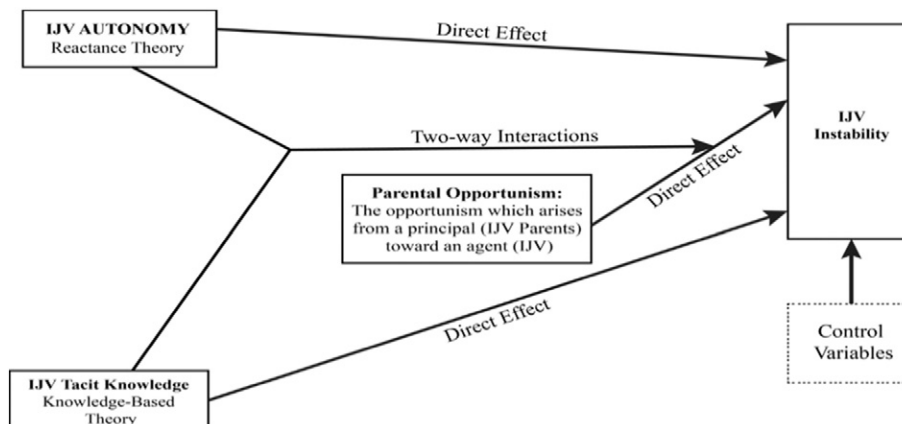 IJV AUTONOMY
Reactance Theory
Direct Effect
IJV
Instability
Two-way Interactions
Direct Effect
Parental Opportunism:
The opportunism which arises
from a principal (IJV Parents)
toward an agent (IJV)
Direct Effect
Control
Variables
IJV Tacit Knowledge
Knowledge-Based
Theory